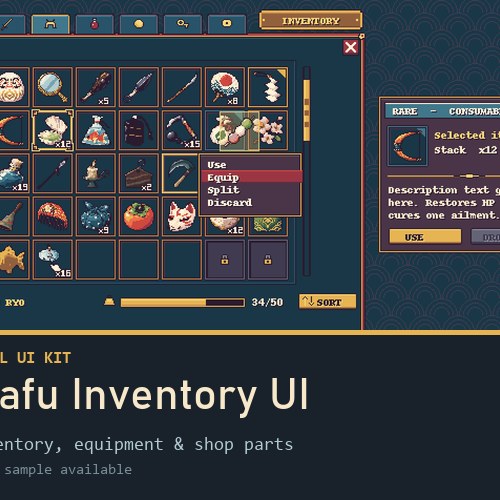 INVENTORY
x5
x8
RARE — CONSUMAB
Selected it
Stack x12
x12
x15
Use
Equip
Split
Discard
x19
x2
Description text g
here. Restores HP
cures one ailment.
x9
x12
USE
DRO
x16
RYO
34/50
SORT
L UI KIT
afu Inventory UI
entory, equipment & shop parts
sample available